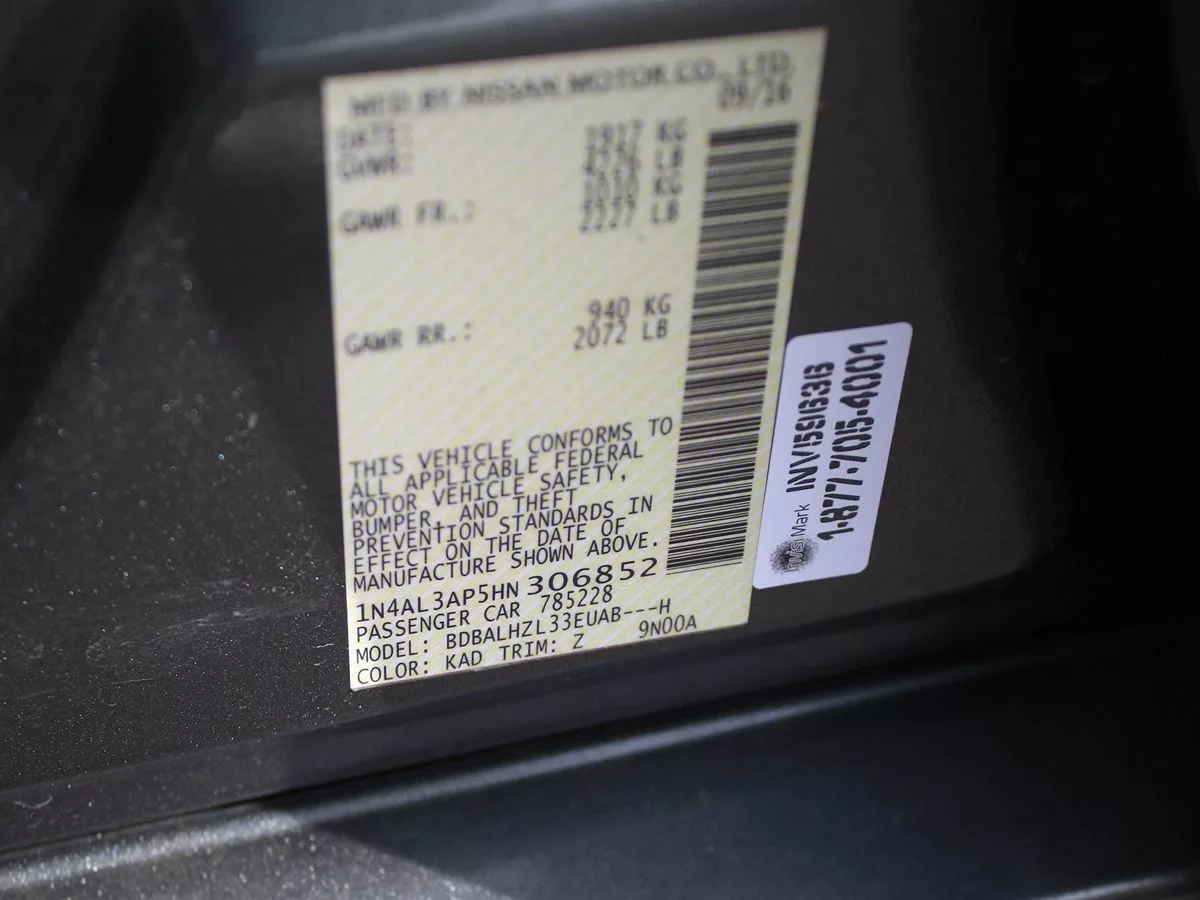 MFD BY NISSAN MOTOR CO., LTD.
DATE: 09/16
GVWR: 1917 KG
4226 LB
GAWR FR.: 1010 KG
2227 LB
GAWR RR.: 940 KG
2072 LB
THIS VEHICLE CONFORMS TO
ALL APPLICABLE FEDERAL
MOTOR VEHICLE SAFETY,
BUMPER, AND THEFT
PREVENTION STANDARDS IN
EFFECT ON THE DATE OF
MANUFACTURE SHOWN ABOVE.
1N4AL3AP5HN306852
PASSENGER CAR 785228
MODEL: BDBALHZL33EUAB---H
COLOR: KAD TRIM: Z 9N00A
InvisiMark INV159636
1-877-705-4001